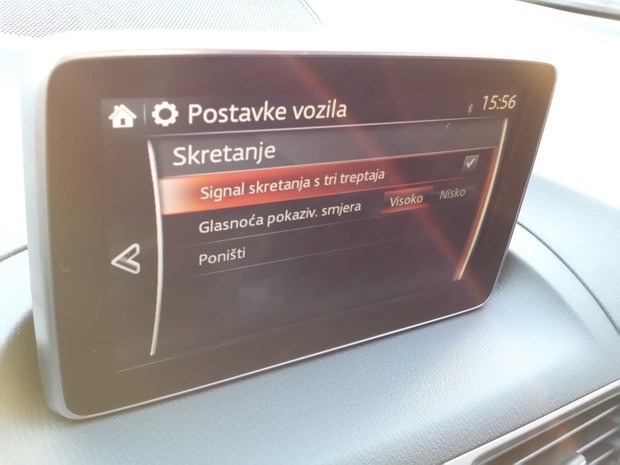 Postavke vozila 15:56
Skretanje
Signal skretanja s tri treptaja
Glasnoća pokaziv. smjera Visoko Nisko
Poništi